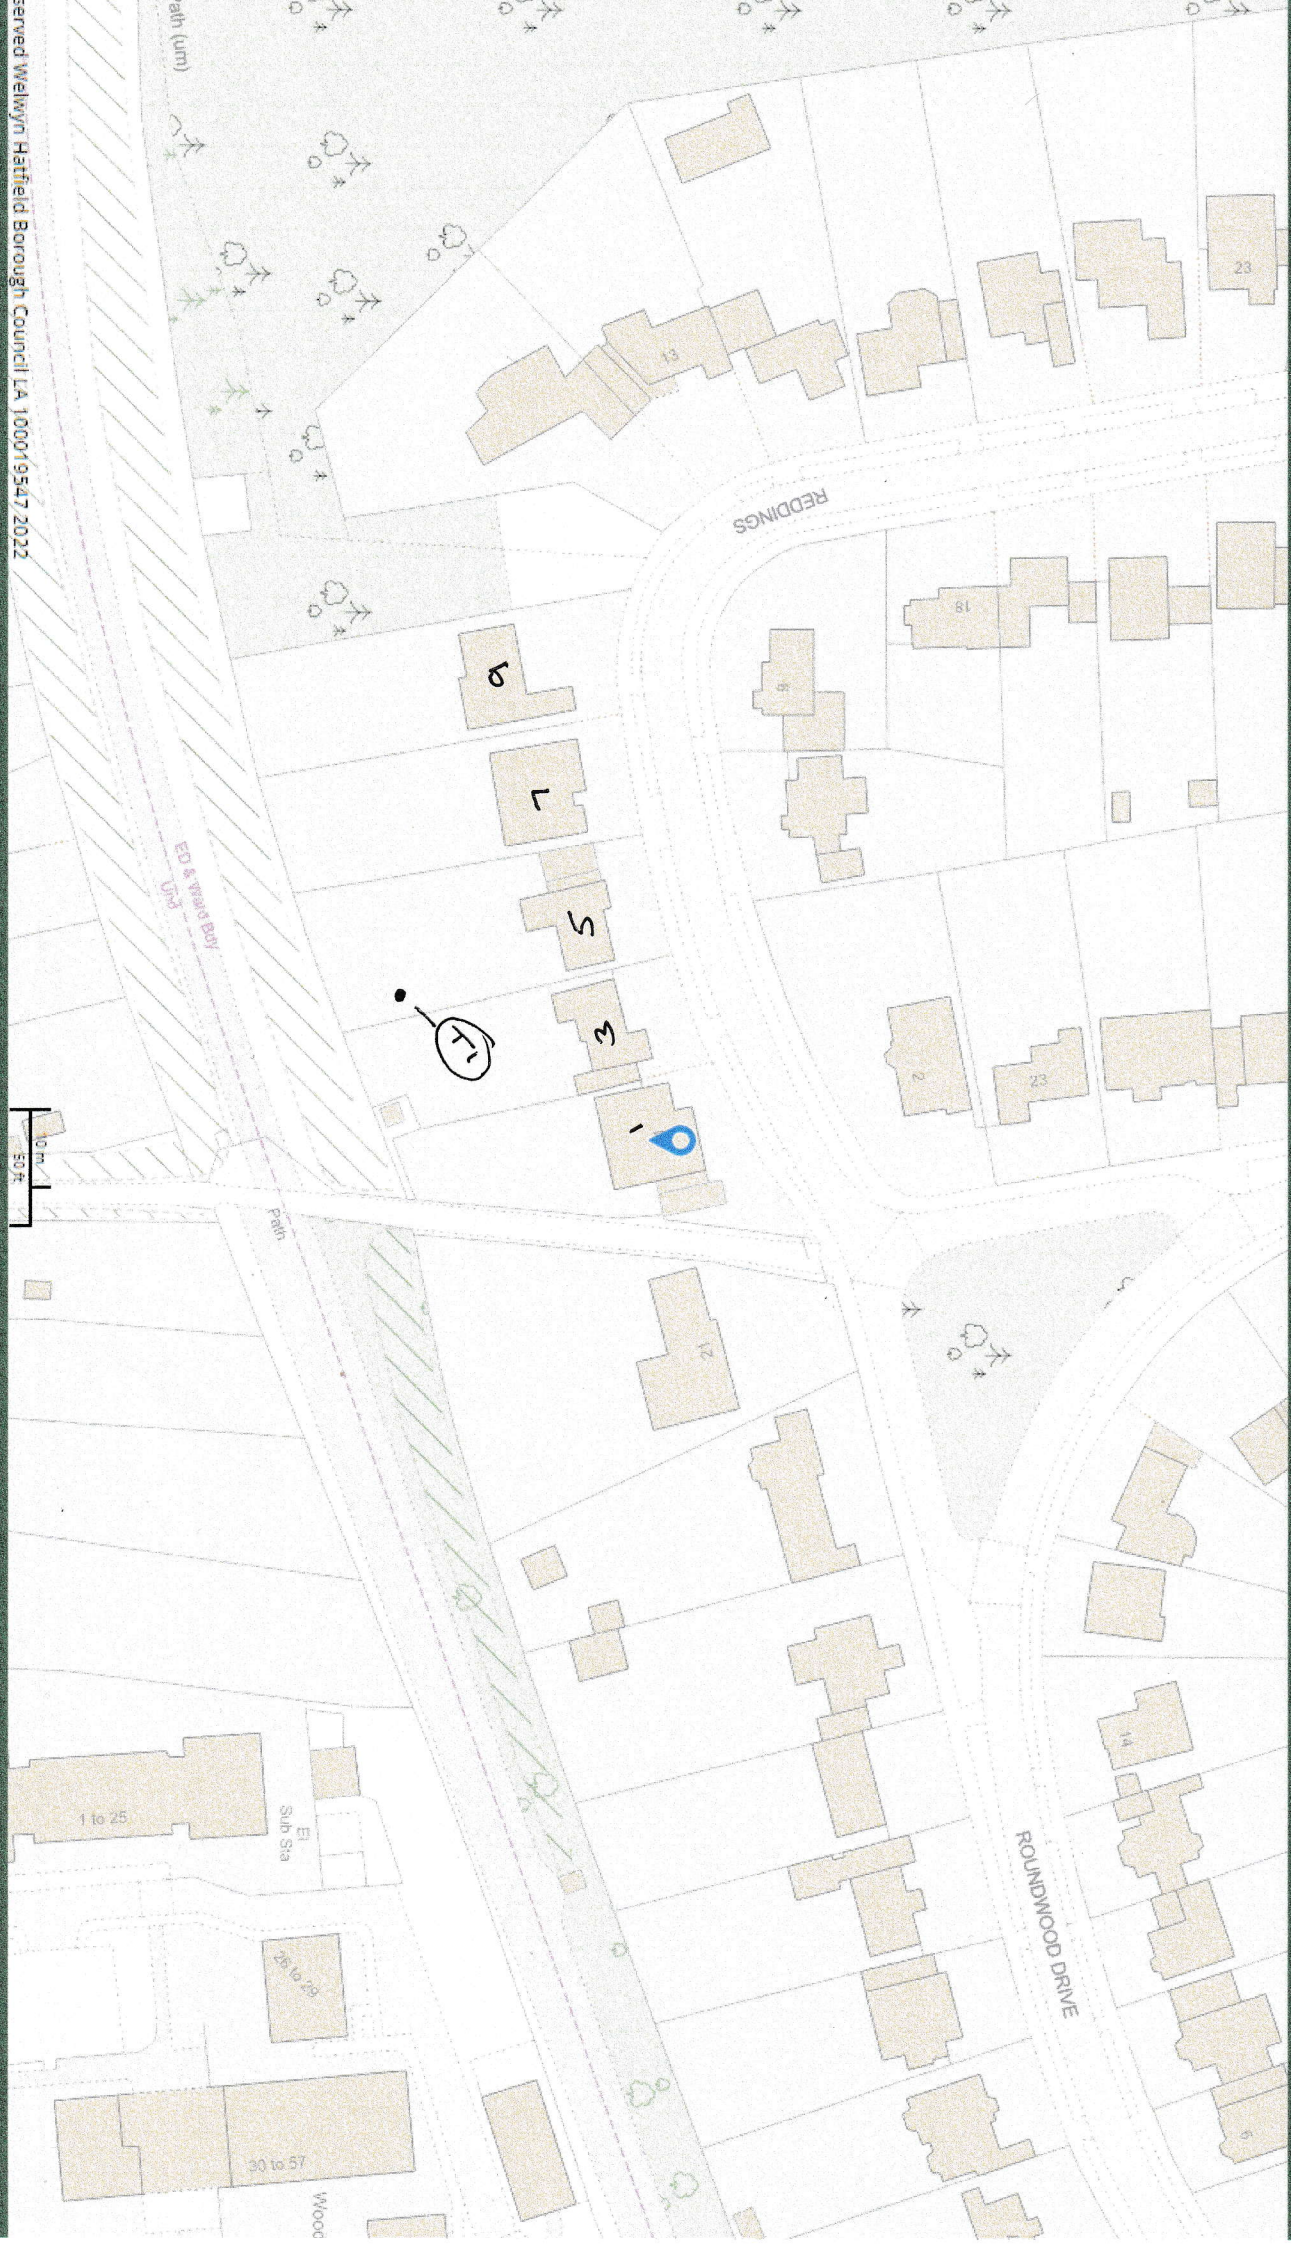 Path (um)
served Welwyn Hatfield Borough Council LA 100019547 2022
23
13
REDDINGS
18
9
7
5
3
1
T1
ED & Ward Bdy
Und
2
23
10 m
50 ft
Path
21
14
ROUNDWOOD DRIVE
1 to 25
El
Sub Sta
26 to 29
30 to 57
Wood